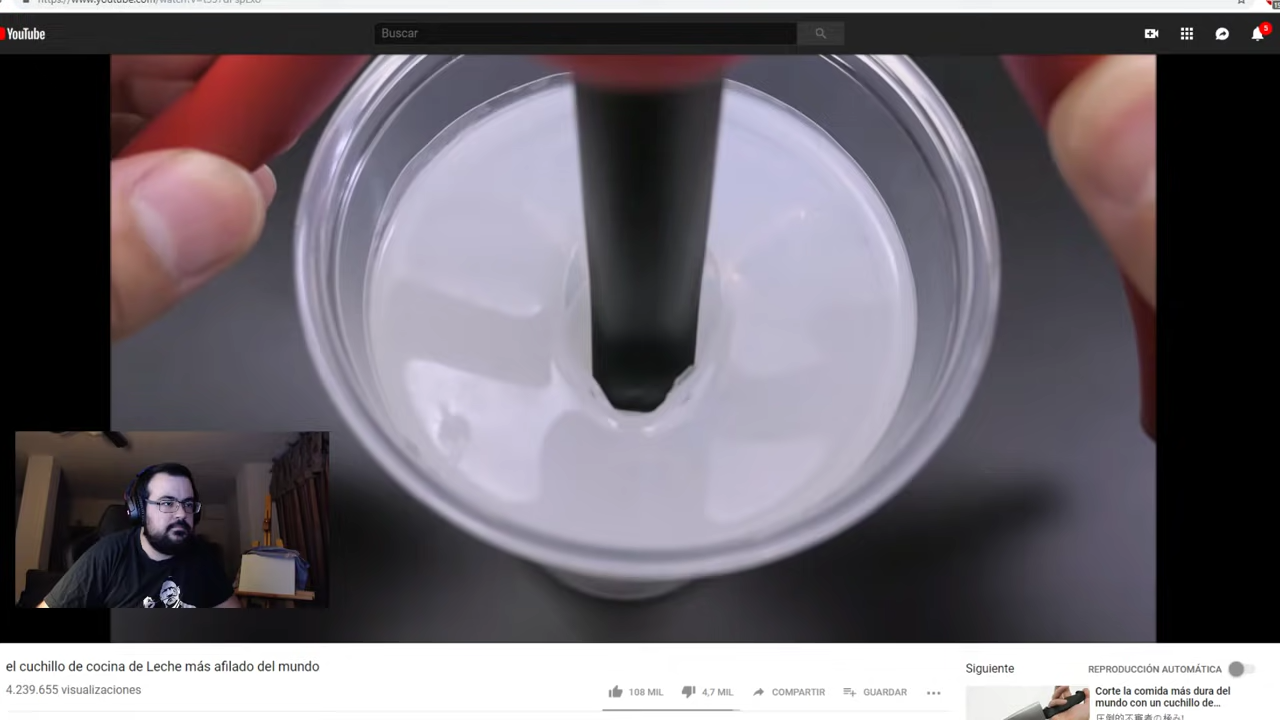 YouTube
Buscar
5
el cuchillo de cocina de Leche más afilado del mundo
4.239.655 visualizaciones
108 MIL
4,7 MIL
COMPARTIR
GUARDAR
Siguiente
REPRODUCCIÓN AUTOMÁTICA
Corte la comida más dura del
mundo con un cuchillo de...